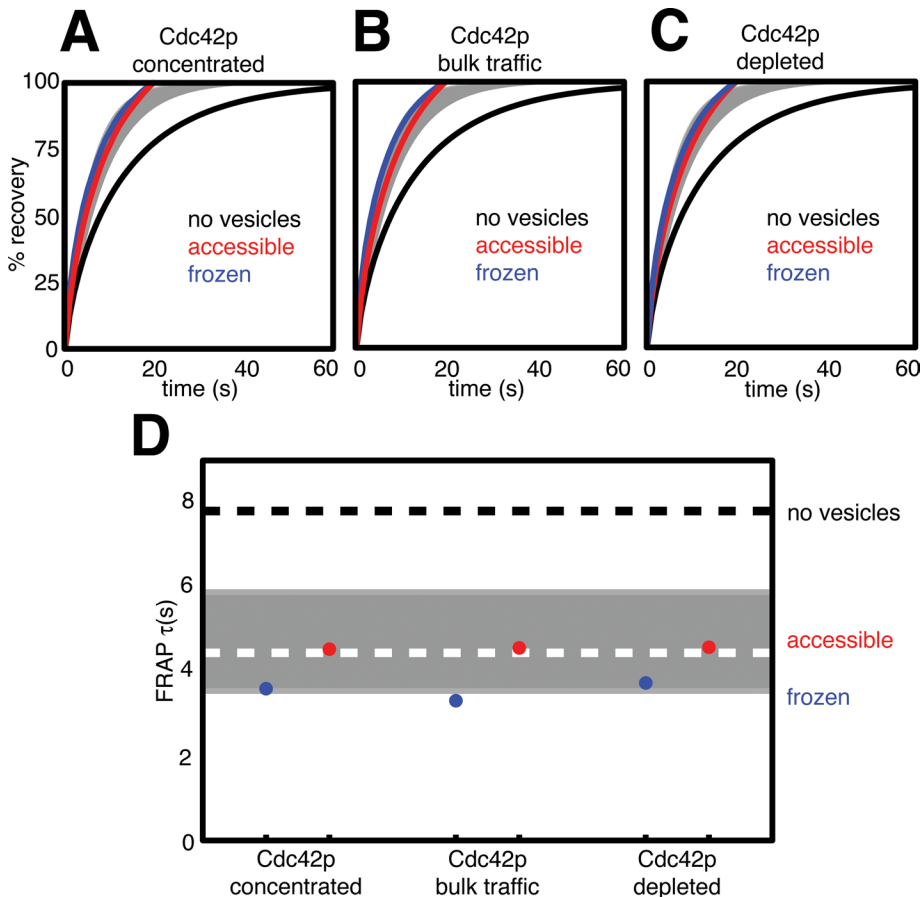 A
Cdc42p
concentrated
B
Cdc42p
bulk traffic
C
Cdc42p
depleted
100
75
50
25
0
% recovery
no vesicles
accessible
frozen
0 20 40 60
time (s)
no vesicles
accessible
frozen
0 20 40 60
time (s)
no vesicles
accessible
frozen
0 20 40 60
time (s)
D
8
6
4
2
0
FRAP τ(s)
no vesicles
accessible
frozen
Cdc42p
concentrated
Cdc42p
bulk traffic
Cdc42p
depleted